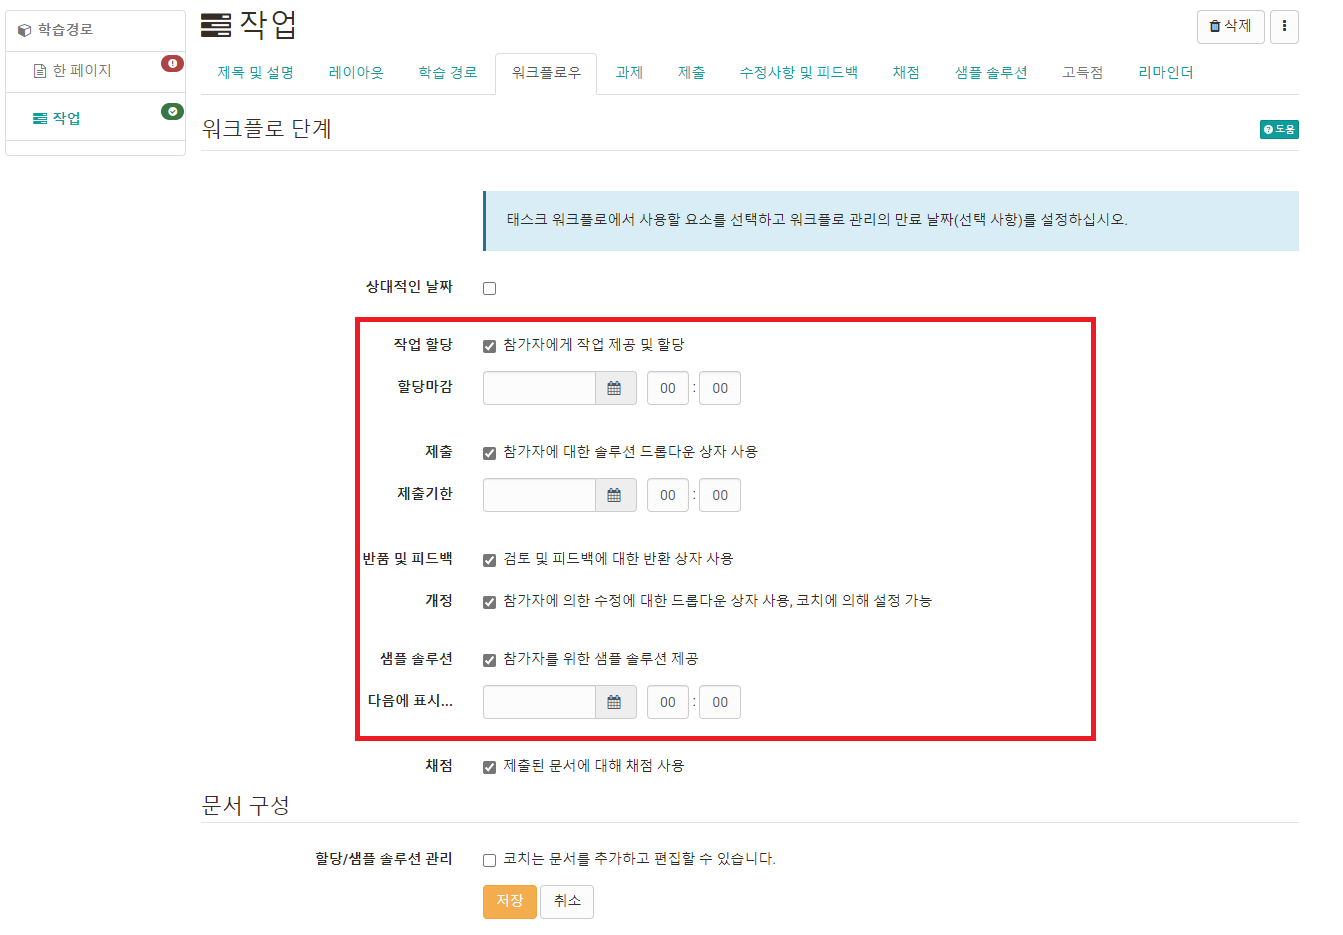 학습경로
한 페이지
작업
작업
삭제
제목 및 설명 레이아웃 학습 경로 워크플로우 과제 제출 수정사항 및 피드백 채점 샘플 솔루션 고득점 리마인더
워크플로 단계
도움
태스크 워크플로에서 사용할 요소를 선택하고 워크플로 관리의 만료 날짜(선택 사항)를 설정하십시오.
상대적인 날짜
작업 할당 참가자에게 작업 제공 및 할당
할당마감 00 : 00
제출 참가자에 대한 솔루션 드롭다운 상자 사용
제출기한 00 : 00
반품 및 피드백 검토 및 피드백에 대한 반환 상자 사용
개정 참가자에 의한 수정에 대한 드롭다운 상자 사용, 코치에 의해 설정 가능
샘플 솔루션 참가자를 위한 샘플 솔루션 제공
다음에 표시... 00 : 00
채점 제출된 문서에 대해 채점 사용
문서 구성
할당/샘플 솔루션 관리 코치는 문서를 추가하고 편집할 수 있습니다.
저장 취소